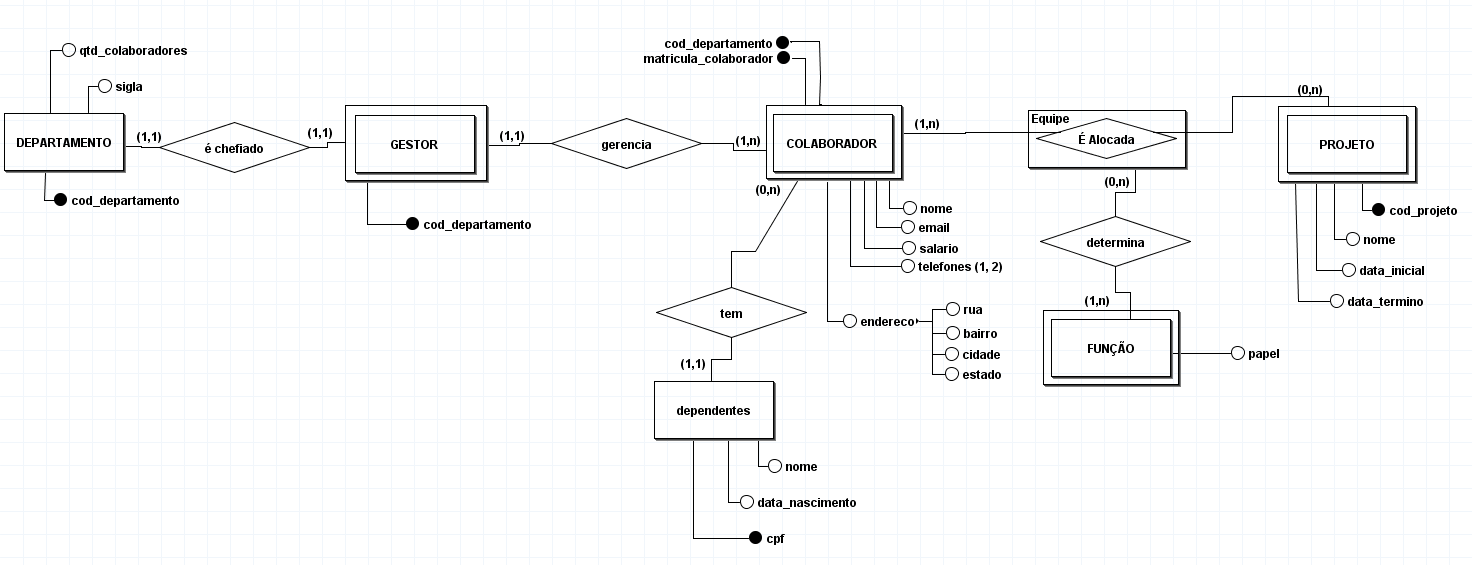 qtd_colaboradores
sigla
DEPARTAMENTO
(1,1)
é chefiado
(1,1)
cod_departamento
GESTOR
(1,1)
cod_departamento
gerencia
(1,n)
cod_departamento
matricula_colaborador
COLABORADOR
(1,n)
(0,n)
nome
email
salario
telefones (1, 2)
endereco
rua
bairro
cidade
estado
tem
(1,1)
dependentes
nome
data_nascimento
cpf
Equipe
É Alocada
(0,n)
(0,n)
determina
(1,n)
FUNÇÃO
papel
PROJETO
cod_projeto
nome
data_inicial
data_termino